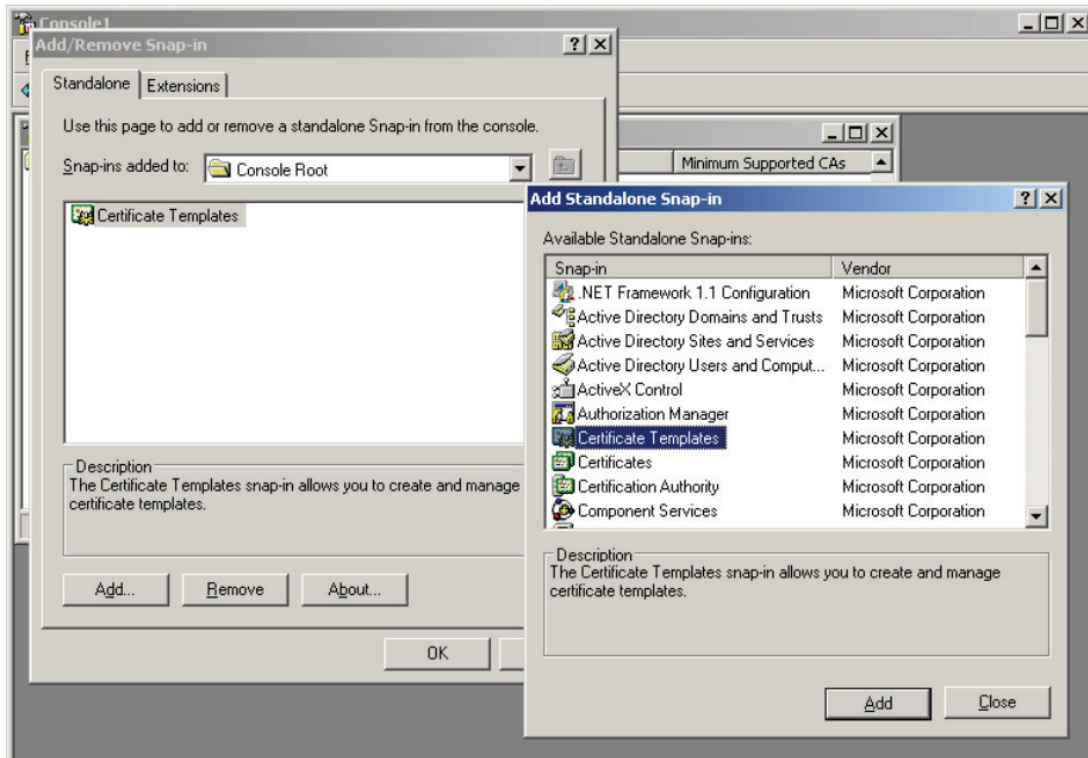 Console1
Add/Remove Snap-in
Standalone
Extensions
Use this page to add or remove a standalone Snap-in from the console.
Snap-ins added to:
Console Root
Minimum Supported CAs
Certificate Templates
Description
The Certificate Templates snap-in allows you to create and manage
certificate templates.
Add...
Remove
About...
OK
Add Standalone Snap-in
Available Standalone Snap-ins:
Snap-in Vendor
.NET Framework 1.1 Configuration Microsoft Corporation
Active Directory Domains and Trusts Microsoft Corporation
Active Directory Sites and Services Microsoft Corporation
Active Directory Users and Comput... Microsoft Corporation
ActiveX Control Microsoft Corporation
Authorization Manager Microsoft Corporation
Certificate Templates Microsoft Corporation
Certificates Microsoft Corporation
Certification Authority Microsoft Corporation
Component Services Microsoft Corporation
Description
The Certificate Templates snap-in allows you to create and manage
certificate templates.
Add
Close